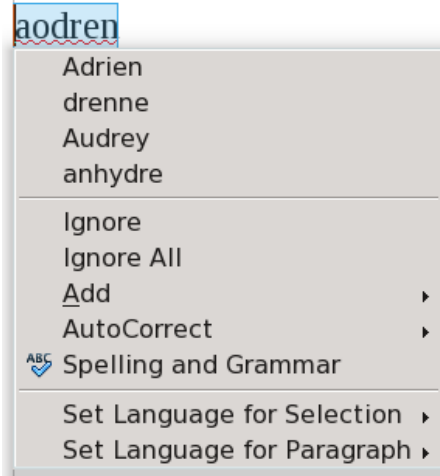 aodren
Adrien
drenne
Audrey
anhydre
Ignore
Ignore All
Add
AutoCorrect
ABC Spelling and Grammar
Set Language for Selection
Set Language for Paragraph